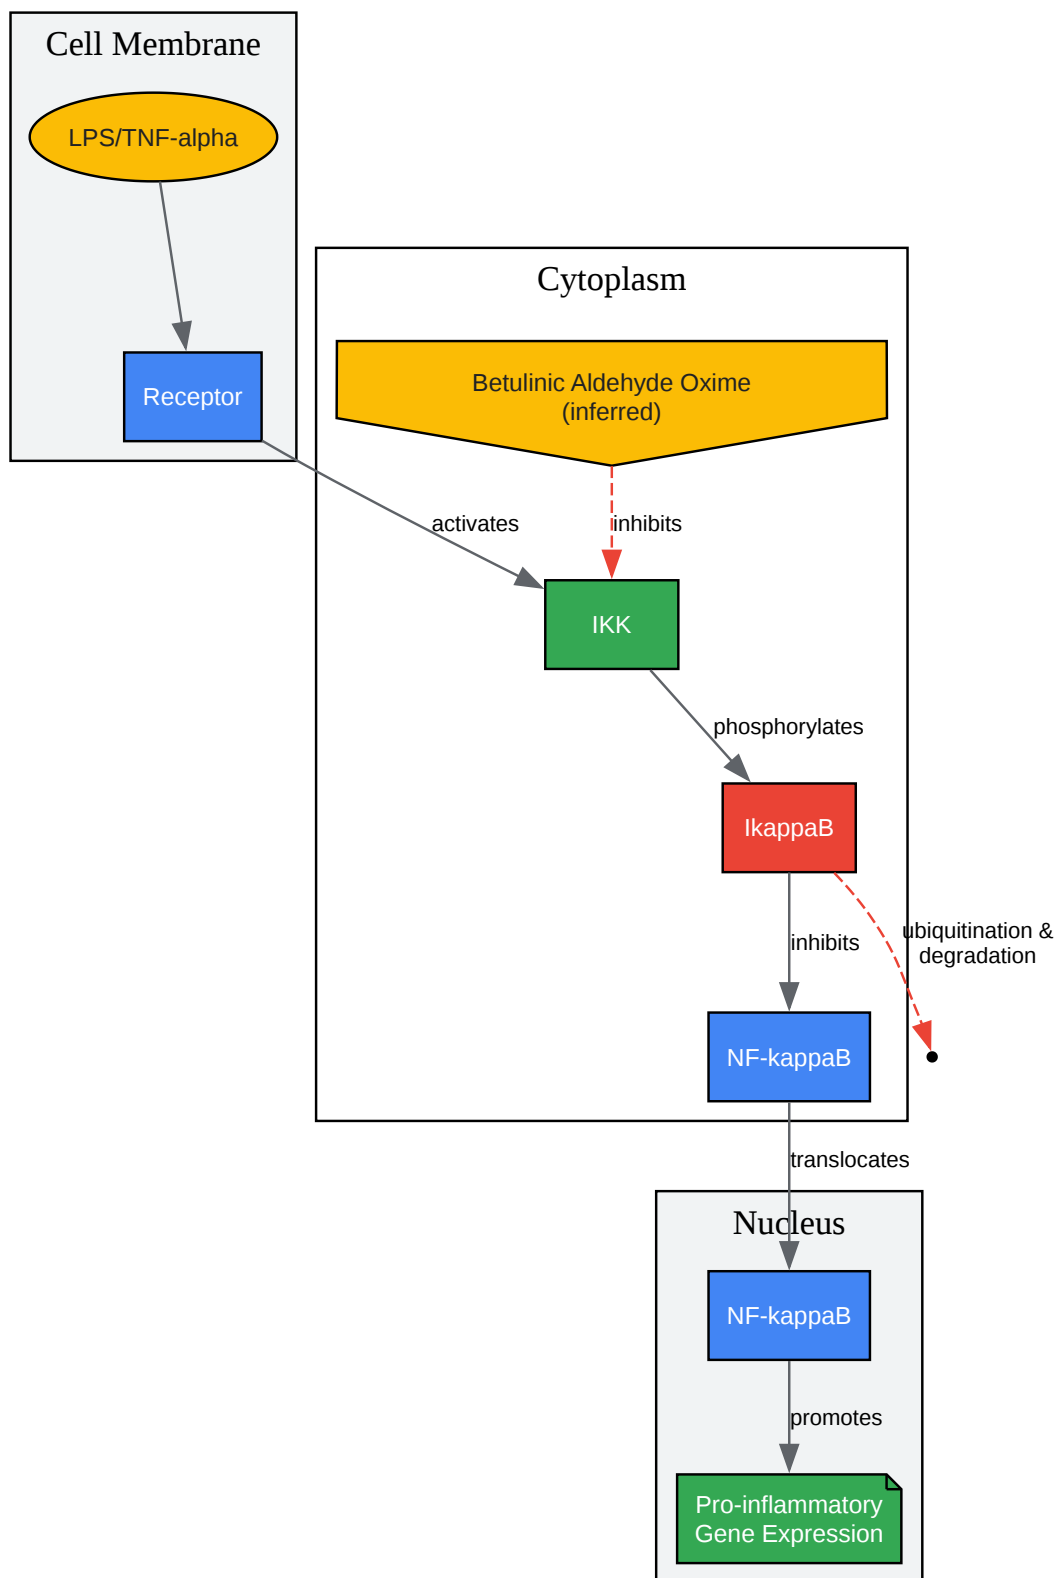 Cell Membrane
LPS/TNF-alpha
Receptor
Cytoplasm
Betulinic Aldehyde Oxime
(inferred)
activates
inhibits
IKK
phosphorylates
IkappaB
ubiquitination &
degradation
inhibits
NF-kappaB
translocates
Nucleus
NF-kappaB
promotes
Pro-inflammatory
Gene Expression